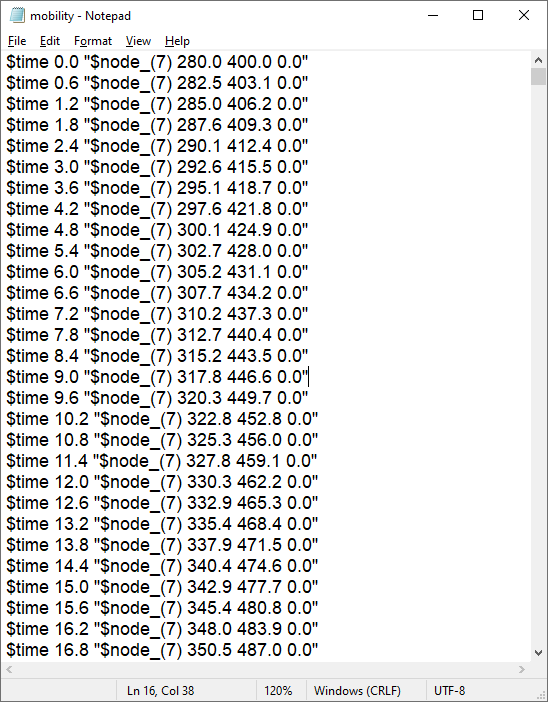 mobility - Notepad
File Edit Format View Help
$time 0.0 "$node_(7) 280.0 400.0 0.0"
$time 0.6 "$node_(7) 282.5 403.1 0.0"
$time 1.2 "$node_(7) 285.0 406.2 0.0"
$time 1.8 "$node_(7) 287.6 409.3 0.0"
$time 2.4 "$node_(7) 290.1 412.4 0.0"
$time 3.0 "$node_(7) 292.6 415.5 0.0"
$time 3.6 "$node_(7) 295.1 418.7 0.0"
$time 4.2 "$node_(7) 297.6 421.8 0.0"
$time 4.8 "$node_(7) 300.1 424.9 0.0"
$time 5.4 "$node_(7) 302.7 428.0 0.0"
$time 6.0 "$node_(7) 305.2 431.1 0.0"
$time 6.6 "$node_(7) 307.7 434.2 0.0"
$time 7.2 "$node_(7) 310.2 437.3 0.0"
$time 7.8 "$node_(7) 312.7 440.4 0.0"
$time 8.4 "$node_(7) 315.2 443.5 0.0"
$time 9.0 "$node_(7) 317.8 446.6 0.0"
$time 9.6 "$node_(7) 320.3 449.7 0.0"
$time 10.2 "$node_(7) 322.8 452.8 0.0"
$time 10.8 "$node_(7) 325.3 456.0 0.0"
$time 11.4 "$node_(7) 327.8 459.1 0.0"
$time 12.0 "$node_(7) 330.3 462.2 0.0"
$time 12.6 "$node_(7) 332.9 465.3 0.0"
$time 13.2 "$node_(7) 335.4 468.4 0.0"
$time 13.8 "$node_(7) 337.9 471.5 0.0"
$time 14.4 "$node_(7) 340.4 474.6 0.0"
$time 15.0 "$node_(7) 342.9 477.7 0.0"
$time 15.6 "$node_(7) 345.4 480.8 0.0"
$time 16.2 "$node_(7) 348.0 483.9 0.0"
$time 16.8 "$node_(7) 350.5 487.0 0.0"
Ln 16, Col 38 120% Windows (CRLF) UTF-8